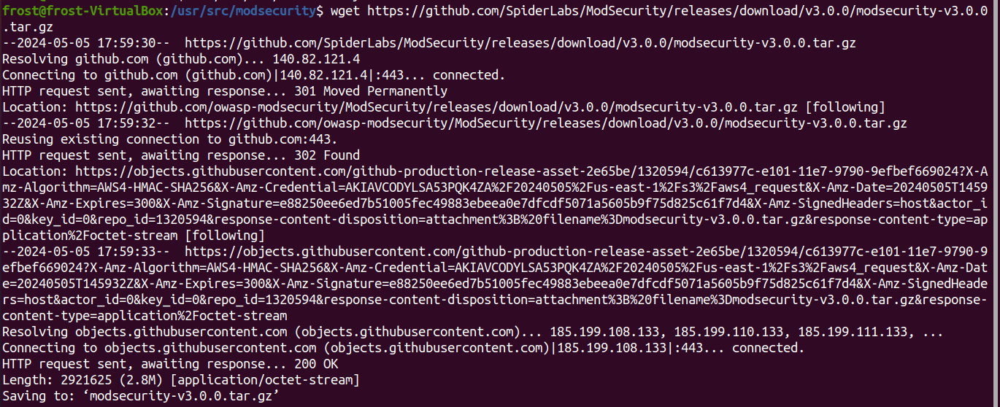 frost@frost-VirtualBox:/usr/src/modsecurity$ wget https://github.com/SpiderLabs/ModSecurity/releases/download/v3.0.0/modsecurity-v3.0.0
.tar.gz
--2024-05-05 17:59:30--  https://github.com/SpiderLabs/ModSecurity/releases/download/v3.0.0/modsecurity-v3.0.0.tar.gz
Resolving github.com (github.com)... 140.82.121.4
Connecting to github.com (github.com)|140.82.121.4|:443... connected.
HTTP request sent, awaiting response... 301 Moved Permanently
Location: https://github.com/owasp-modsecurity/ModSecurity/releases/download/v3.0.0/modsecurity-v3.0.0.tar.gz [following]
--2024-05-05 17:59:32--  https://github.com/owasp-modsecurity/ModSecurity/releases/download/v3.0.0/modsecurity-v3.0.0.tar.gz
Reusing existing connection to github.com:443.
HTTP request sent, awaiting response... 302 Found
Location: https://objects.githubusercontent.com/github-production-release-asset-2e65be/1320594/c613977c-e101-11e7-9790-9efbef669024?X-A
mz-Algorithm=AWS4-HMAC-SHA256&X-Amz-Credential=AKIAVCODYLSA53PQK4ZA%2F20240505%2Fus-east-1%2Fs3%2Faws4_request&X-Amz-Date=20240505T1459
32Z&X-Amz-Expires=300&X-Amz-Signature=e88250ee6ed7b51005fec49883ebeea0e7dfcdf5071a5605b9f75d825c61f7d4&X-Amz-SignedHeaders=host&actor_i
d=0&key_id=0&repo_id=1320594&response-content-disposition=attachment%3B%20filename%3Dmodsecurity-v3.0.0.tar.gz&response-content-type=ap
plication%2Foctet-stream [following]
--2024-05-05 17:59:33--  https://objects.githubusercontent.com/github-production-release-asset-2e65be/1320594/c613977c-e101-11e7-9790-9
efbef669024?X-Amz-Algorithm=AWS4-HMAC-SHA256&X-Amz-Credential=AKIAVCODYLSA53PQK4ZA%2F20240505%2Fus-east-1%2Fs3%2Faws4_request&X-Amz-Dat
e=20240505T145932Z&X-Amz-Expires=300&X-Amz-Signature=e88250ee6ed7b51005fec49883ebeea0e7dfcdf5071a5605b9f75d825c61f7d4&X-Amz-SignedHeade
rs=host&actor_id=0&key_id=0&repo_id=1320594&response-content-disposition=attachment%3B%20filename%3Dmodsecurity-v3.0.0.tar.gz&response-
content-type=application%2Foctet-stream
Resolving objects.githubusercontent.com (objects.githubusercontent.com)... 185.199.108.133, 185.199.110.133, 185.199.111.133, ...
Connecting to objects.githubusercontent.com (objects.githubusercontent.com)|185.199.108.133|:443... connected.
HTTP request sent, awaiting response... 200 OK
Length: 2921625 (2.8M) [application/octet-stream]
Saving to: ‘modsecurity-v3.0.0.tar.gz’